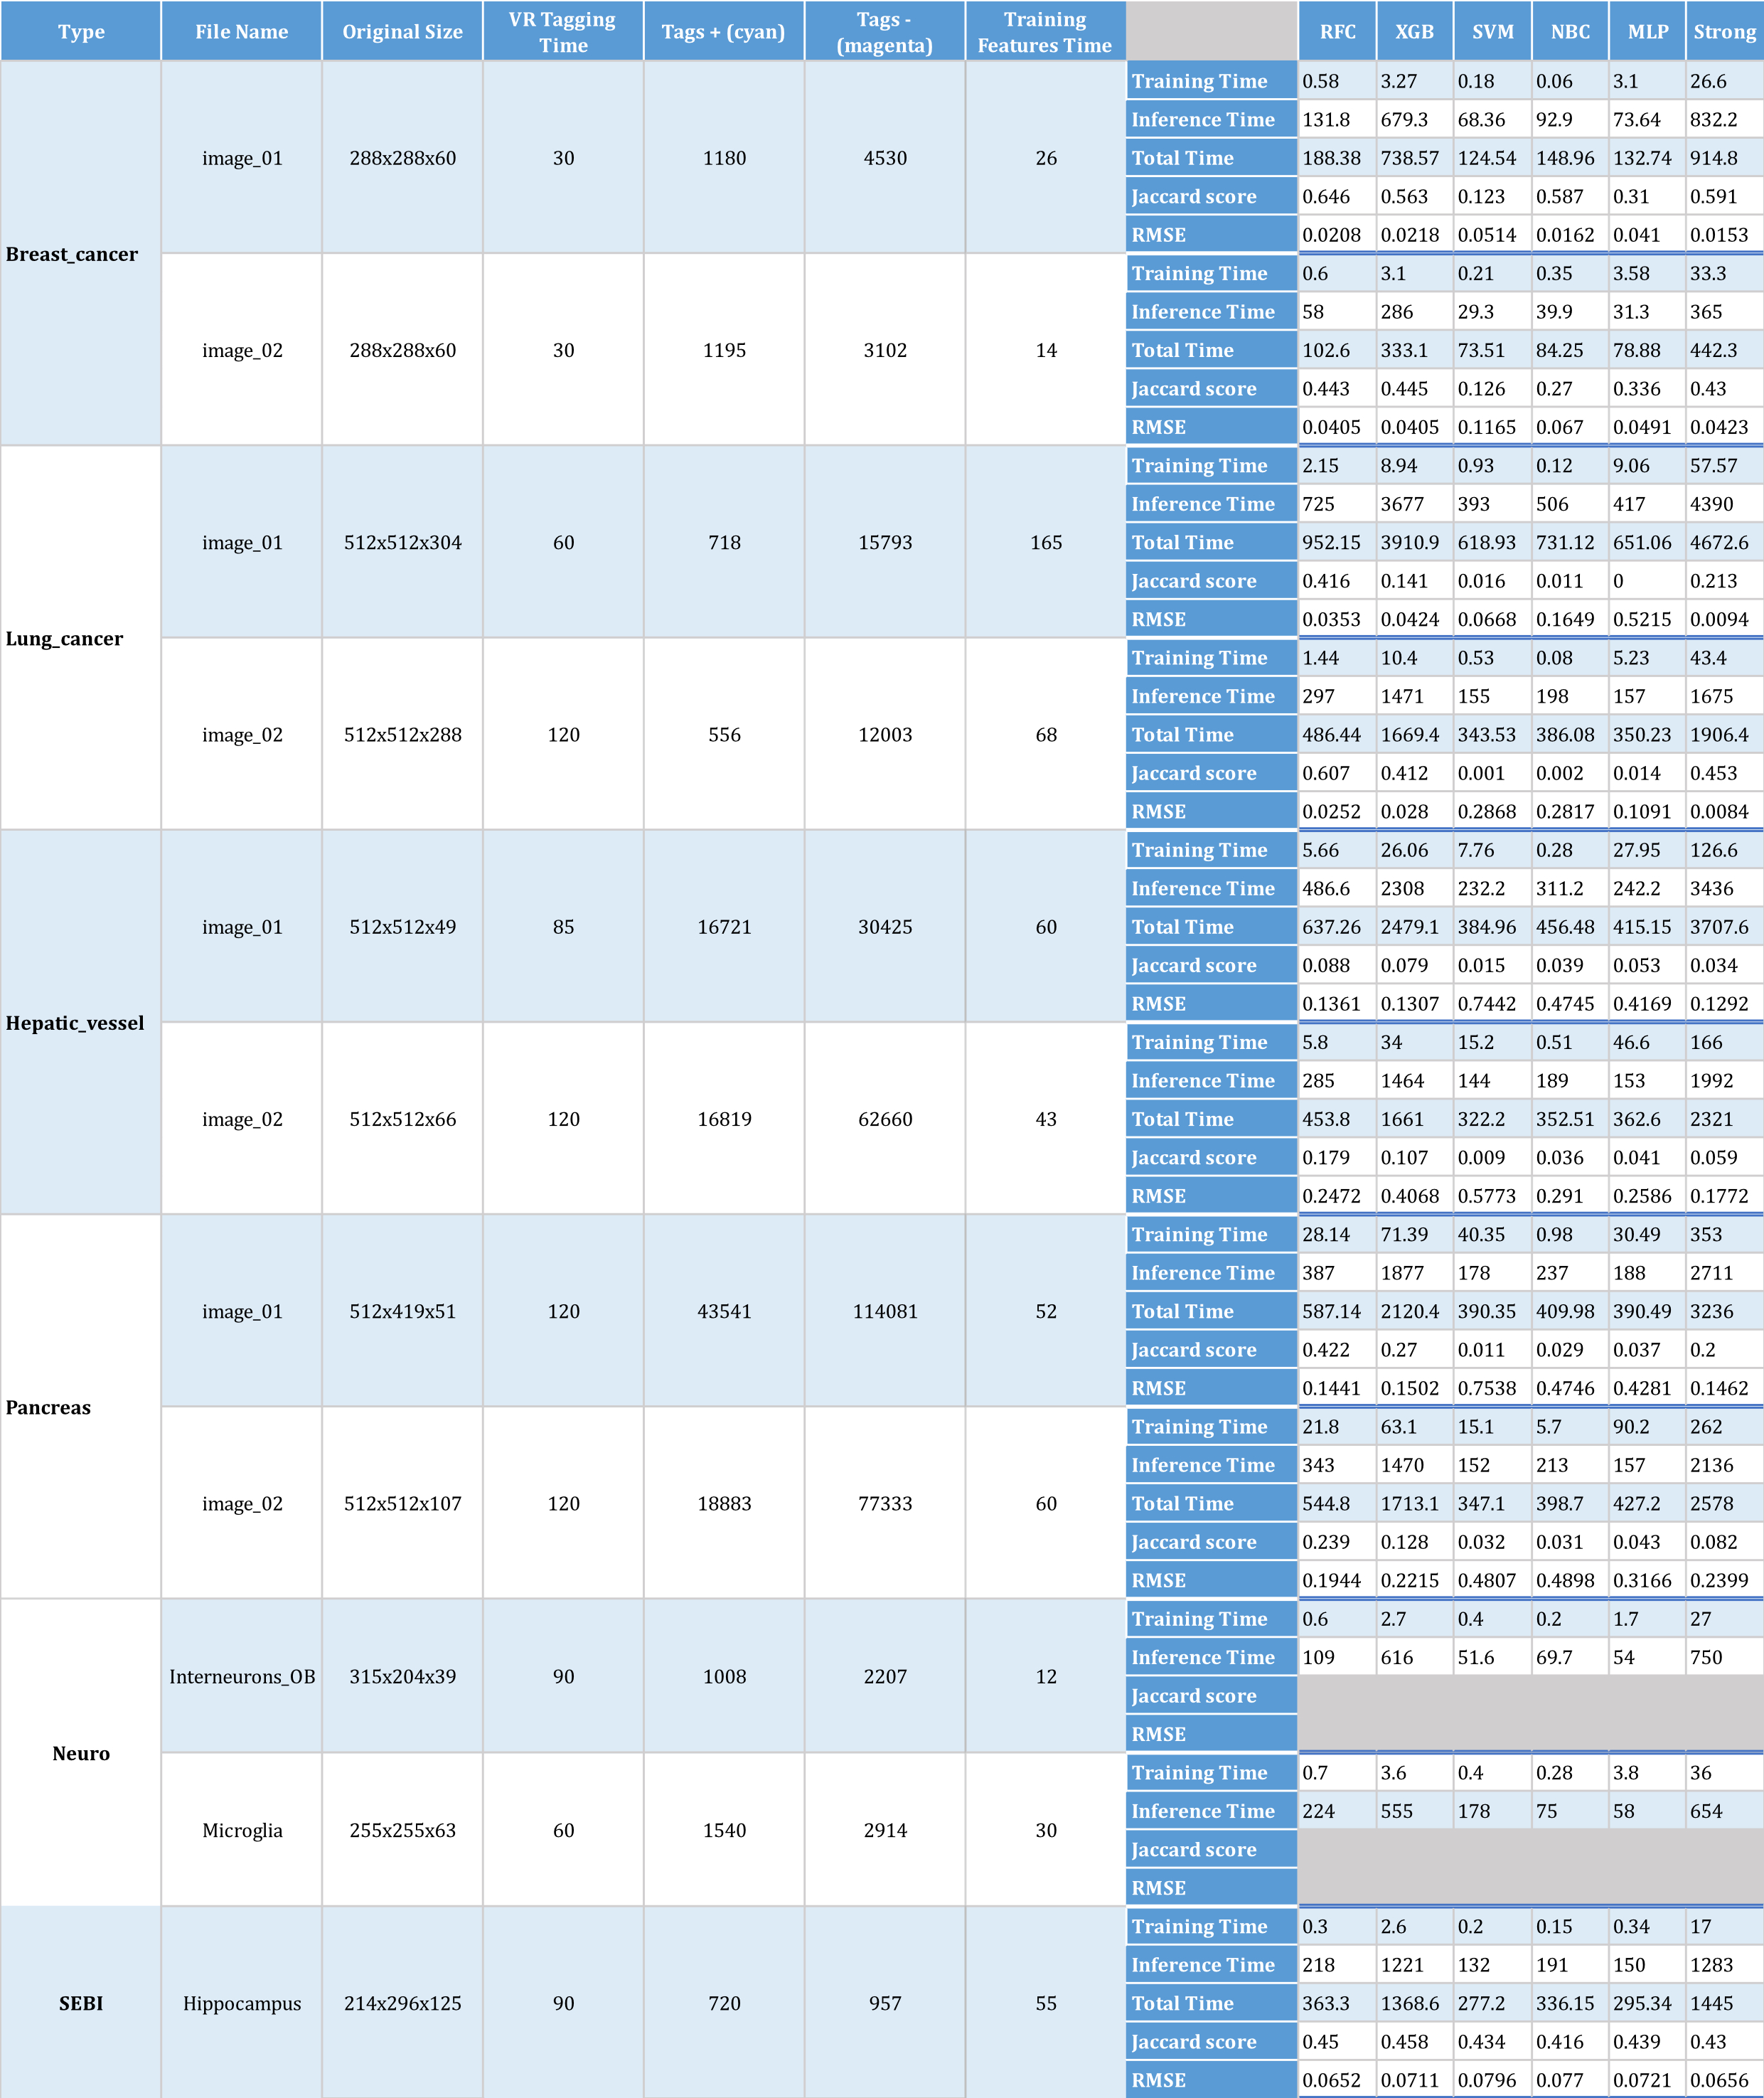 Type File Name Original Size VR Tagging Time Tags + (cyan) Tags - (magenta) Training Features Time RFC XGB SVM NBC MLP Strong
Breast_cancer image_01 288x288x60 30 1180 4530 26
Training Time 0.58 3.27 0.18 0.06 3.1 26.6
Inference Time 131.8 679.3 68.36 92.9 73.64 832.2
Total Time 188.38 738.57 124.54 148.96 132.74 914.8
Jaccard score 0.646 0.563 0.123 0.587 0.31 0.591
RMSE 0.0208 0.0218 0.0514 0.0162 0.041 0.0153
image_02 288x288x60 30 1195 3102 14
Training Time 0.6 3.1 0.21 0.35 3.58 33.3
Inference Time 58 286 29.3 39.9 31.3 365
Total Time 102.6 333.1 73.51 84.25 78.88 442.3
Jaccard score 0.443 0.445 0.126 0.27 0.336 0.43
RMSE 0.0405 0.0405 0.1165 0.067 0.0491 0.0423
Lung_cancer image_01 512x512x304 60 718 15793 165
Training Time 2.15 8.94 0.93 0.12 9.06 57.57
Inference Time 725 3677 393 506 417 4390
Total Time 952.15 3910.9 618.93 731.12 651.06 4672.6
Jaccard score 0.416 0.141 0.016 0.011 0 0.213
RMSE 0.0353 0.0424 0.0668 0.1649 0.5215 0.0094
image_02 512x512x288 120 556 12003 68
Training Time 1.44 10.4 0.53 0.08 5.23 43.4
Inference Time 297 1471 155 198 157 1675
Total Time 486.44 1669.4 343.53 386.08 350.23 1906.4
Jaccard score 0.607 0.412 0.001 0.002 0.014 0.453
RMSE 0.0252 0.028 0.2868 0.2817 0.1091 0.0084
Hepatic_vessel image_01 512x512x49 85 16721 30425 60
Training Time 5.66 26.06 7.76 0.28 27.95 126.6
Inference Time 486.6 2308 232.2 311.2 242.2 3436
Total Time 637.26 2479.1 384.96 456.48 415.15 3707.6
Jaccard score 0.088 0.079 0.015 0.039 0.053 0.034
RMSE 0.1361 0.1307 0.7442 0.4745 0.4169 0.1292
image_02 512x512x66 120 16819 62660 43
Training Time 5.8 34 15.2 0.51 46.6 166
Inference Time 285 1464 144 189 153 1992
Total Time 453.8 1661 322.2 352.51 362.6 2321
Jaccard score 0.179 0.107 0.009 0.036 0.041 0.059
RMSE 0.2472 0.4068 0.5773 0.291 0.2586 0.1772
Pancreas image_01 512x419x51 120 43541 114081 52
Training Time 28.14 71.39 40.35 0.98 30.49 353
Inference Time 387 1877 178 237 188 2711
Total Time 587.14 2120.4 390.35 409.98 390.49 3236
Jaccard score 0.422 0.27 0.011 0.029 0.037 0.2
RMSE 0.1441 0.1502 0.7538 0.4746 0.4281 0.1462
image_02 512x512x107 120 18883 77333 60
Training Time 21.8 63.1 15.1 5.7 90.2 262
Inference Time 343 1470 152 213 157 2136
Total Time 544.8 1713.1 347.1 398.7 427.2 2578
Jaccard score 0.239 0.128 0.032 0.031 0.043 0.082
RMSE 0.1944 0.2215 0.4807 0.4898 0.3166 0.2399
Neuro Interneurons_OB 315x204x39 90 1008 2207 12
Training Time 0.6 2.7 0.4 0.2 1.7 27
Inference Time 109 616 51.6 69.7 54 750
Jaccard score
RMSE
Microglia 255x255x63 60 1540 2914 30
Training Time 0.7 3.6 0.4 0.28 3.8 36
Inference Time 224 555 178 75 58 654
Jaccard score
RMSE
SEBI Hippocampus 214x296x125 90 720 957 55
Training Time 0.3 2.6 0.2 0.15 0.34 17
Inference Time 218 1221 132 191 150 1283
Total Time 363.3 1368.6 277.2 336.15 295.34 1445
Jaccard score 0.45 0.458 0.434 0.416 0.439 0.43
RMSE 0.0652 0.0711 0.0796 0.077 0.0721 0.0656